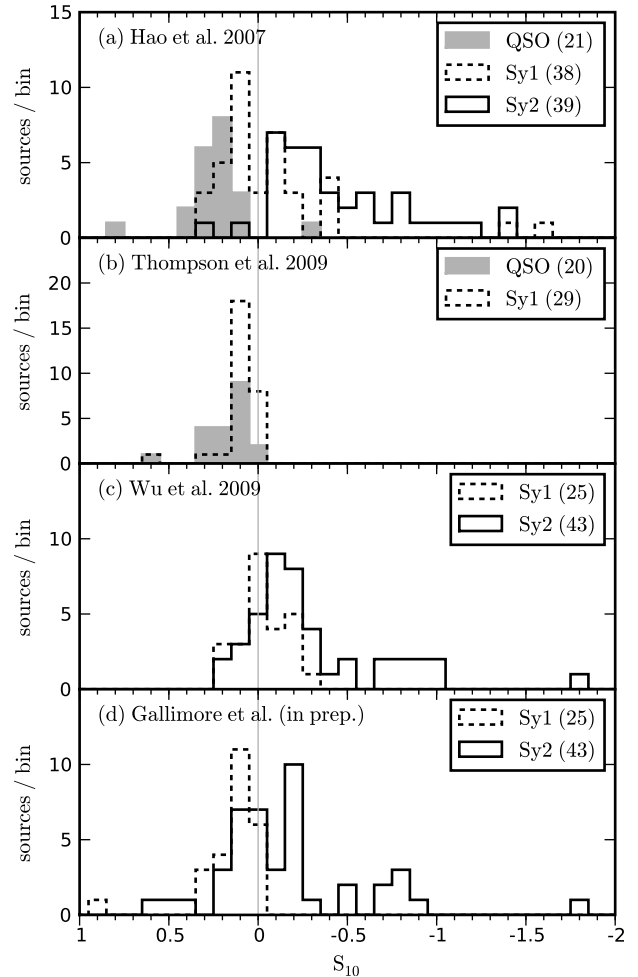 (a) Hao et al. 2007
QSO (21)
Sy1 (38)
Sy2 (39)
15
10
5
0
sources / bin
(b) Thompson et al. 2009
QSO (20)
Sy1 (29)
20
15
10
5
0
sources / bin
(c) Wu et al. 2009
Sy1 (25)
Sy2 (43)
10
5
0
sources / bin
(d) Gallimore et al. (in prep.)
Sy1 (25)
Sy2 (43)
10
5
0
sources / bin
1 0.5 0 -0.5 -1 -1.5 -2
S₁₀